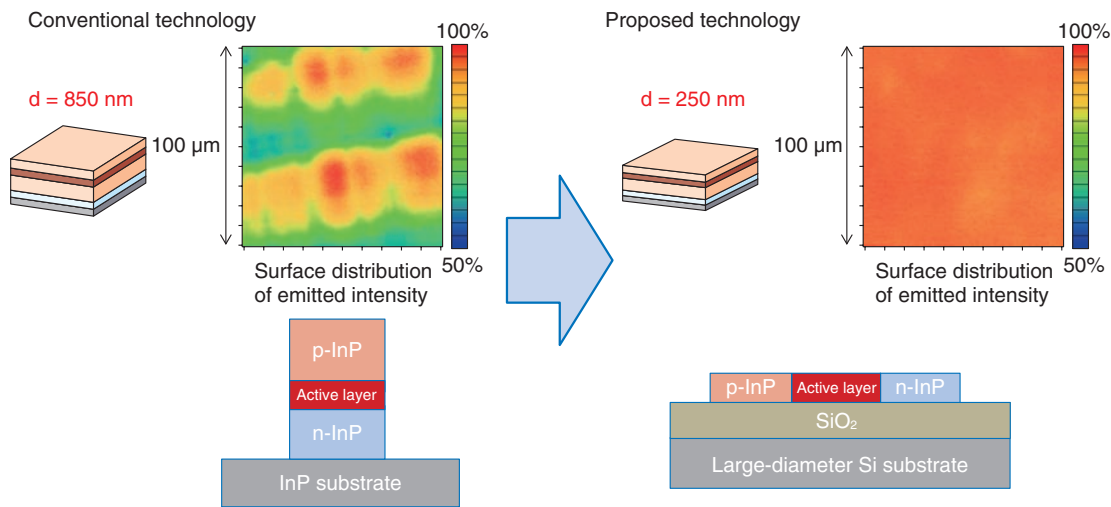 Conventional technology
100%
d = 850 nm
100 μm
50%
Surface distribution
of emitted intensity
p-InP
Active layer
n-InP
InP substrate
Proposed technology
100%
d = 250 nm
100 μm
50%
Surface distribution
of emitted intensity
p-InP
Active layer
n-InP
SiO₂
Large-diameter Si substrate